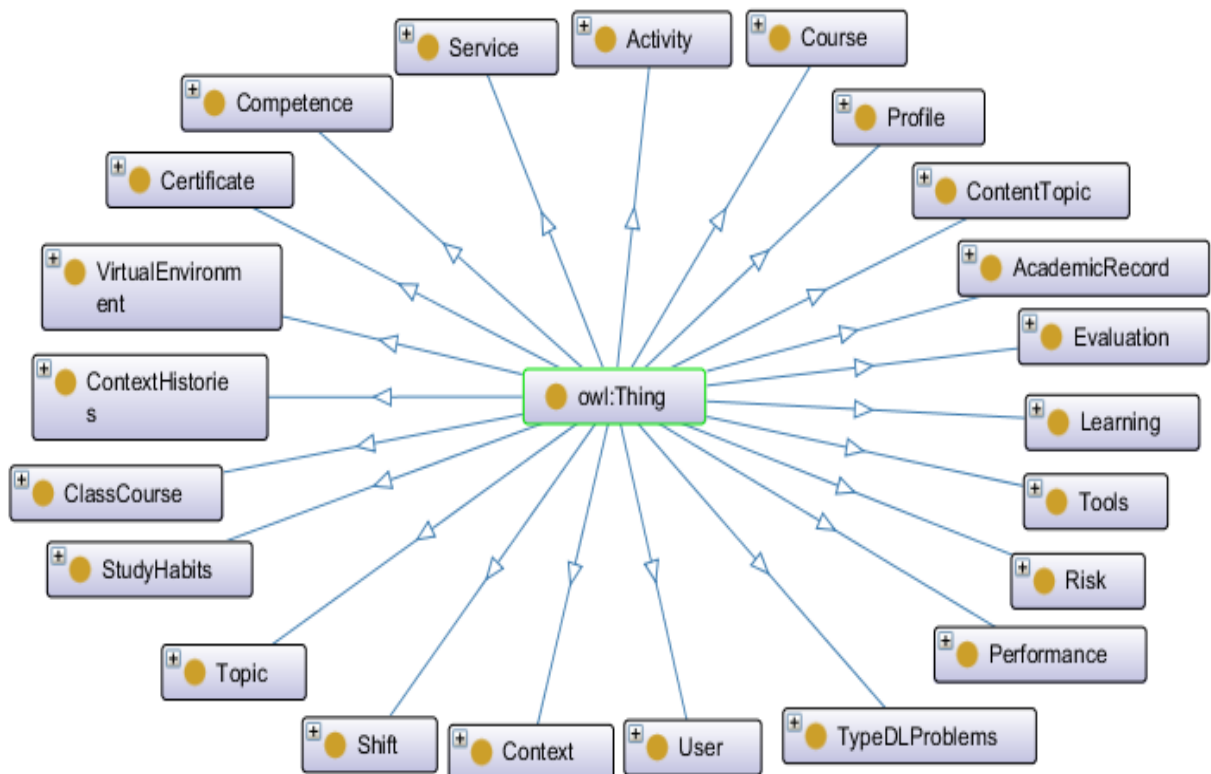 Activity
Course
Service
Competence
Profile
Certificate
ContentTopic
VirtualEnvironm
ent
AcademicRecord
Evaluation
ContextHistorie
s
owl:Thing
Learning
ClassCourse
Tools
StudyHabits
Risk
Topic
Performance
Shift
Context
User
TypeDLProblems